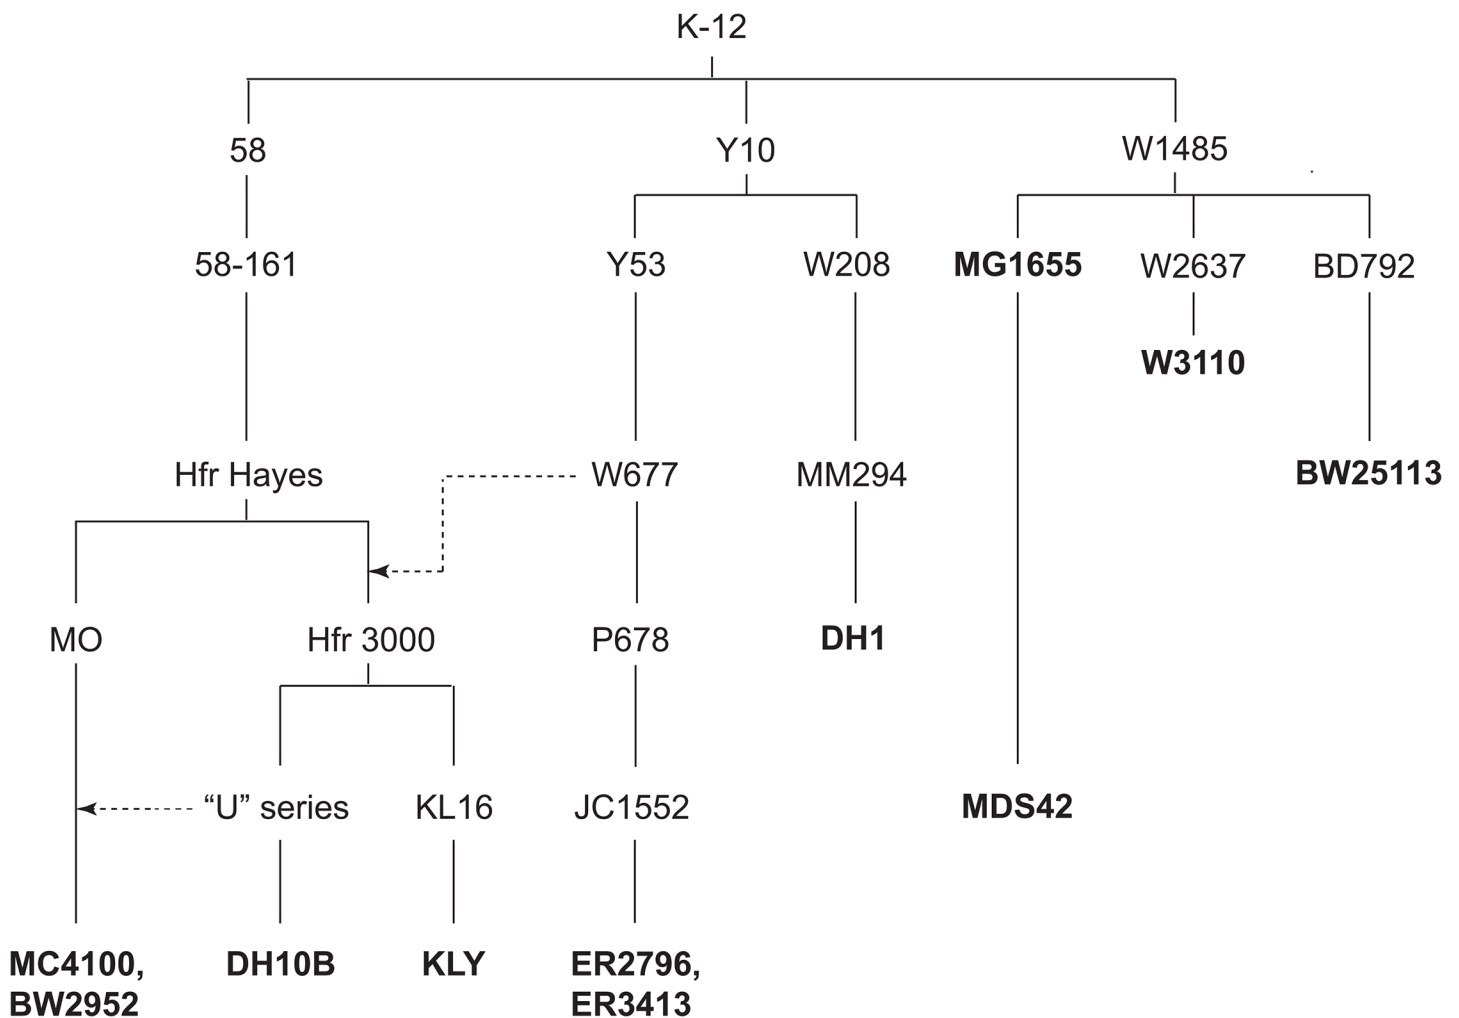 K-12
58
Y10
W1485
58-161
Y53
W208
MG1655
W2637
BD792
W3110
Hfr Hayes
W677
MM294
BW25113
MO
Hfr 3000
P678
DH1
“U” series
KL16
JC1552
MDS42
MC4100,
BW2952
DH10B
KLY
ER2796,
ER3413